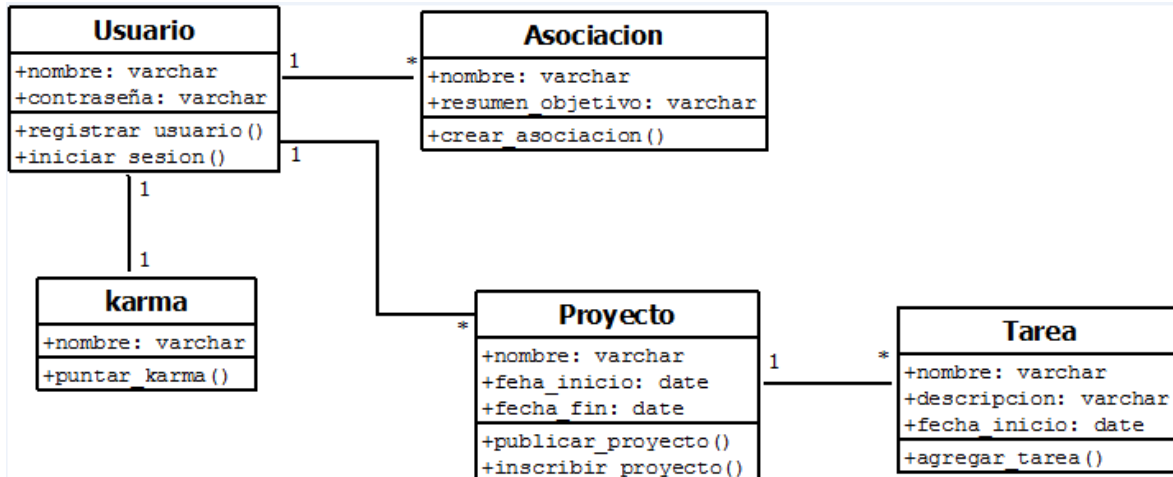 Usuario
+nombre: varchar
+contraseña: varchar
+registrar usuario()
+iniciar sesion()
1
*
Asociacion
+nombre: varchar
+resumen_objetivo: varchar
+crear_asociacion()
1
*
1
1
karma
+nombre: varchar
+puntar_karma()
Proyecto
+nombre: varchar
+feha_inicio: date
+fecha_fin: date
+publicar_proyecto()
+inscribir proyecto()
1
*
Tarea
+nombre: varchar
+descripcion: varchar
+fecha_inicio: date
+agregar_tarea()